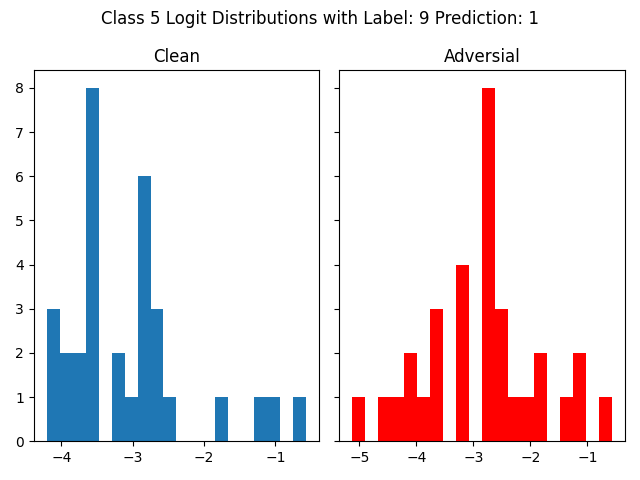 Class 5 Logit Distributions with Label: 9 Prediction: 1
Clean
Adversial
8
7
6
5
4
3
2
1
0
−4 −3 −2 −1
−5 −4 −3 −2 −1